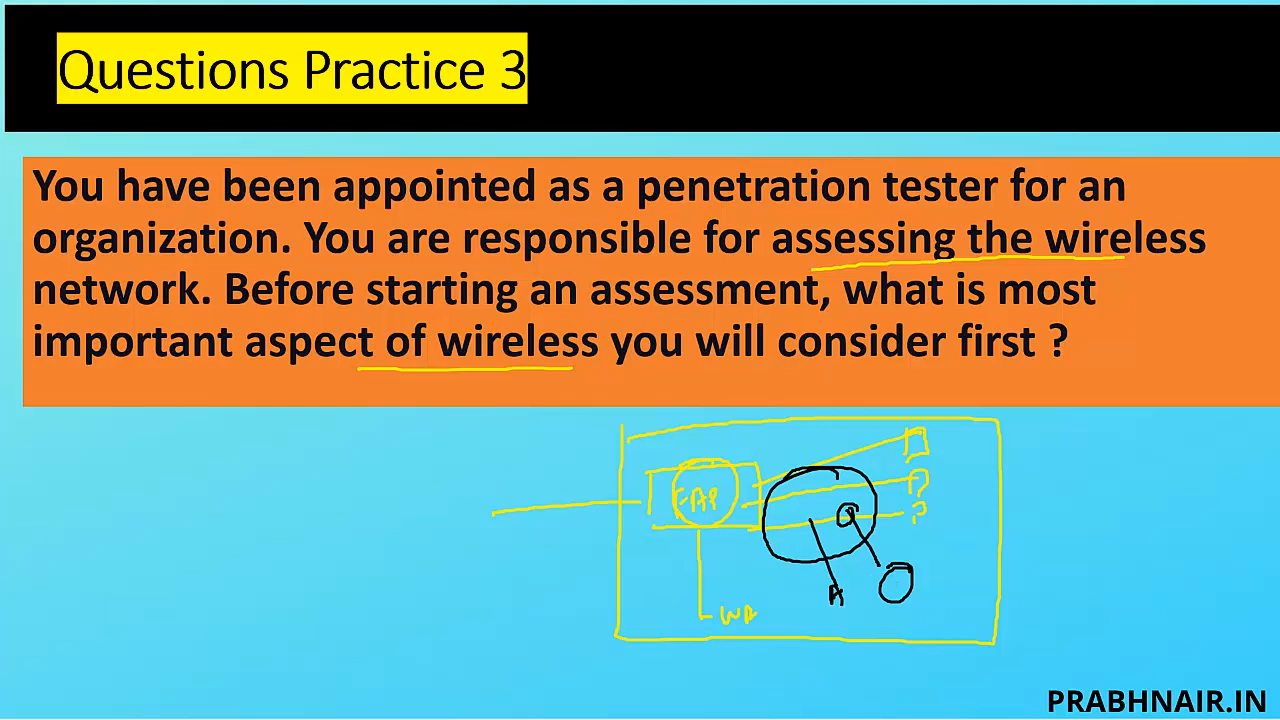 Questions Practice 3
You have been appointed as a penetration tester for an
organization. You are responsible for assessing the wireless
network. Before starting an assessment, what is most
important aspect of wireless you will consider first ?
A
PRABHNAIR.IN